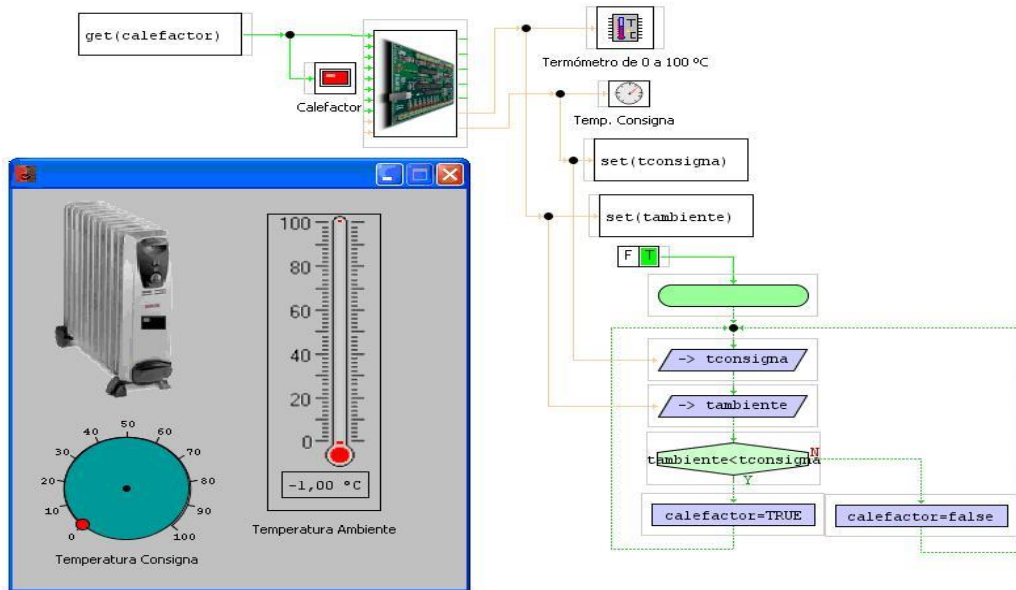 get(calefactor)
Calefactor
Termómetro de 0 a 100 ºC
Temp. Consigna
set(tconsigna)
set(tambiente)
F T
-> tconsigna
-> tambiente
tambiente<tconsigna
N
Y
calefactor=TRUE
calefactor=false
100
80
60
40
20
0
-1,00 ºC
Temperatura Ambiente
0
10
20
30
40
50
60
70
80
90
100
Temperatura Consigna